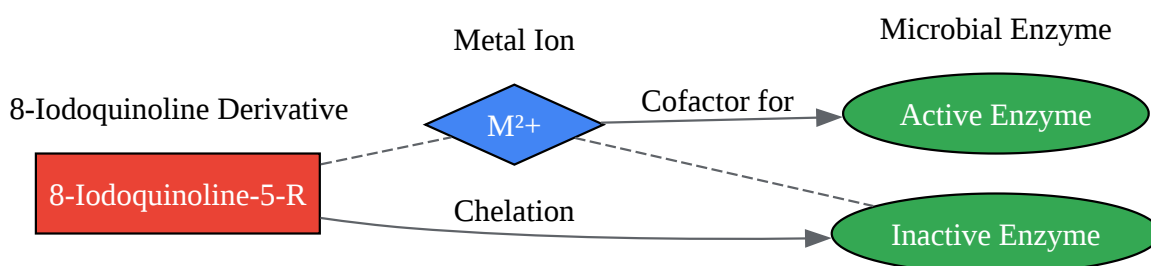 Microbial Enzyme
Metal Ion
8-Iodoquinoline Derivative
Cofactor for
M²+
Active Enzyme
8-Iodoquinoline-5-R
Chelation
Inactive Enzyme